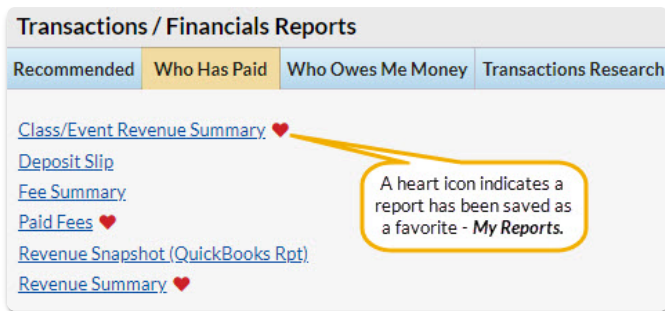 Transactions / Financials Reports
Recommended Who Has Paid Who Owes Me Money Transactions Research
Class/Event Revenue Summary
Deposit Slip
Fee Summary
Paid Fees
Revenue Snapshot (QuickBooks Rpt)
Revenue Summary
A heart icon indicates a
report has been saved as
a favorite - My Reports.